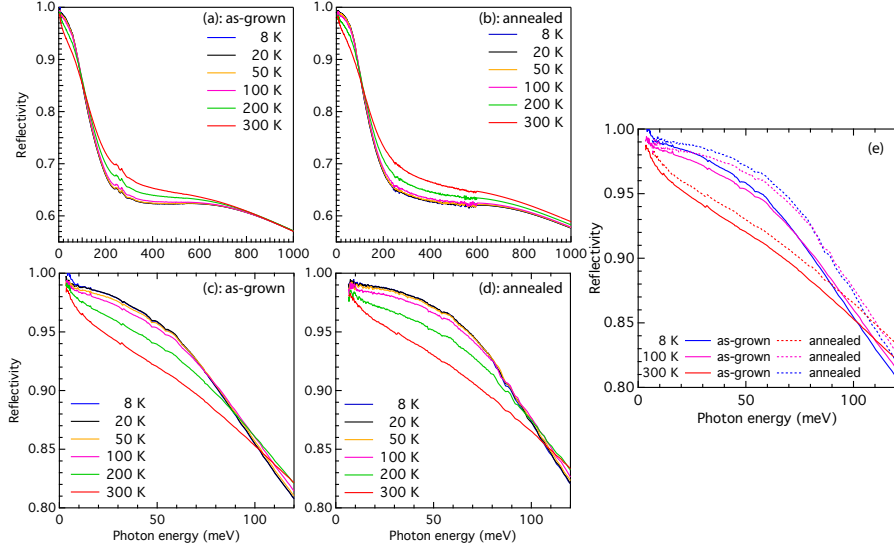 (a): as-grown
8 K
20 K
50 K
100 K
200 K
300 K
Reflectivity
1.0
0.9
0.8
0.7
0.6
0
200
400
600
800
1000
(b): annealed
8 K
20 K
50 K
100 K
200 K
300 K
1.0
0.9
0.8
0.7
0.6
0
200
400
600
800
1000
(c): as-grown
8 K
20 K
50 K
100 K
200 K
300 K
Reflectivity
1.00
0.95
0.90
0.85
0.80
0
50
100
Photon energy (meV)
(d): annealed
8 K
20 K
50 K
100 K
200 K
300 K
1.00
0.95
0.90
0.85
0.80
0
50
100
Photon energy (meV)
(e)
Reflectivity
1.00
0.95
0.90
0.85
0.80
8 K as-grown annealed
100 K as-grown annealed
300 K as-grown annealed
0
50
100
Photon energy (meV)